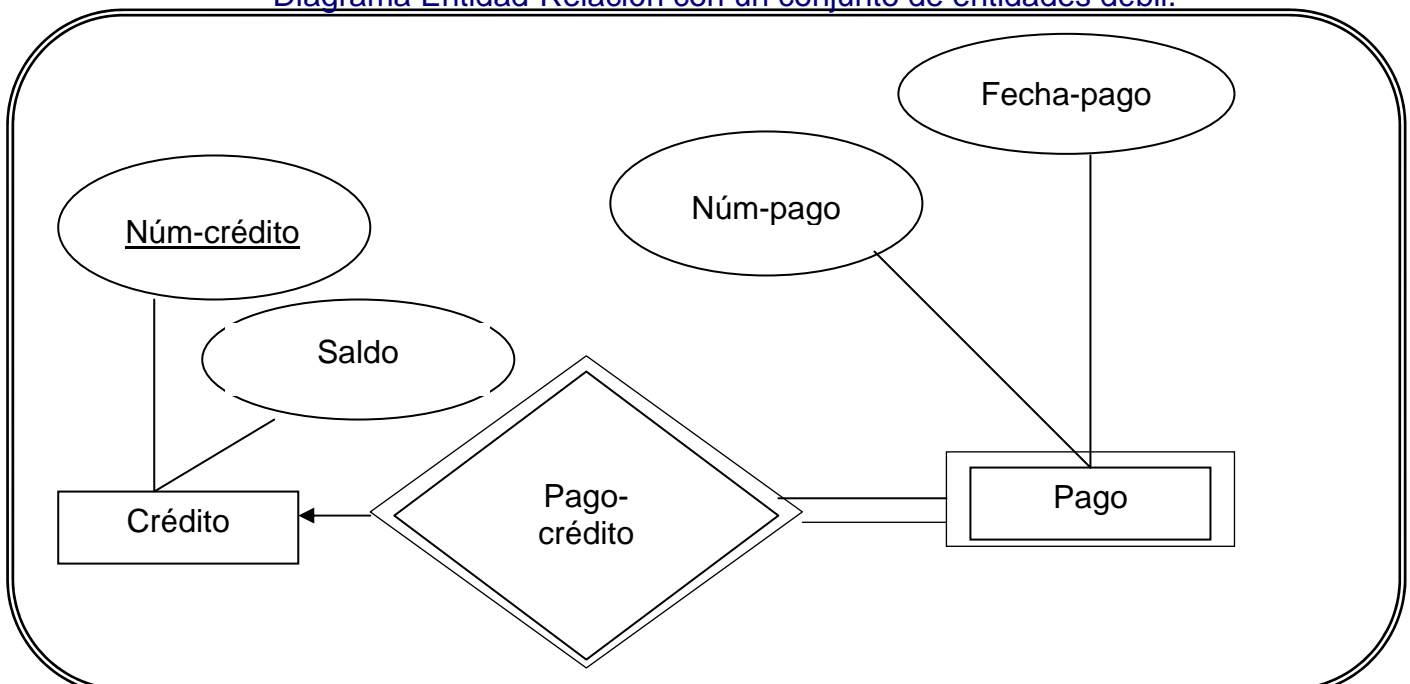 Diagrama Entidad-Relación con un conjunto de entidades débil.
Fecha-pago
Núm-pago
Núm-crédito
Saldo
Pago-
crédito
Crédito
Pago